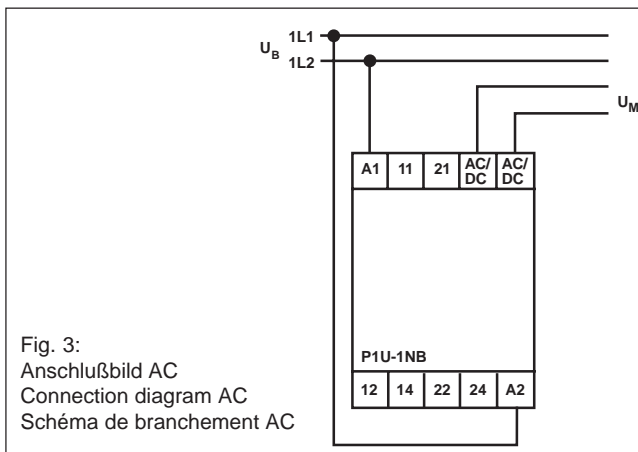 1L1
U_B
1L2
U_M
A1 11 21 AC/DC AC/DC
P1U-1NB
12 14 22 24 A2
Fig. 3:
Anschlußbild AC
Connection diagram AC
Schéma de branchement AC